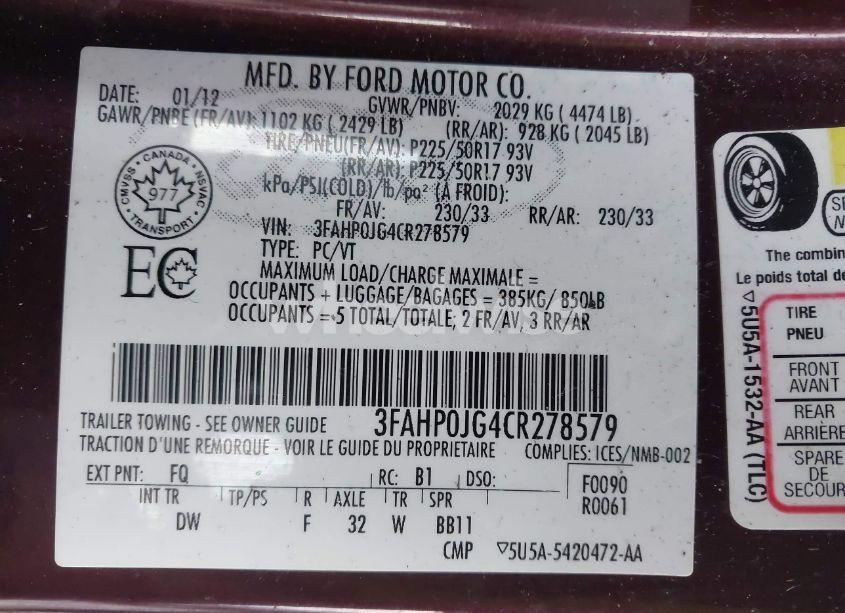 MFD. BY FORD MOTOR CO.
DATE: 01/12 GVWR/PNBV: 2029 KG ( 4474 LB)
GAWR/PNBE (FR/AV): 1102 KG ( 2429 LB) (RR/AR): 928 KG ( 2045 LB)
TIRE/PNEU(FR/AV): P225/50R17 93V
(RR/AR): P225/50R17 93V
kPa/PSI(COLD)/lb/po² (À FROID):
FR/AV: 230/33 RR/AR: 230/33
VIN: 3FAHP0JG4CR278579
TYPE: PC/VT
CANADA
CMVSS NSVAC
977
TRANSPORT
EC
MAXIMUM LOAD/CHARGE MAXIMALE =
OCCUPANTS + LUGGAGE/BAGAGES = 385KG/ 850LB
OCCUPANTS = 5 TOTAL/TOTALE; 2 FR/AV, 3 RR/AR
TRAILER TOWING - SEE OWNER GUIDE 3FAHP0JG4CR278579
TRACTION D'UNE REMORQUE - VOIR LE GUIDE DU PROPRIETAIRE COMPLIES: ICES/NMB-002
EXT PNT: FQ RC: B1 DSO: F0090
R0061
INT TR TP/PS R AXLE TR SPR
DW F 32 W BB11
CMP ▽5U5A-5420472-AA
The combin
Le poids total de
▽5U5A-1532-AA (TLC)
TIRE
PNEU
FRONT
AVANT
REAR
ARRIÈRE
SPARE
DE
SECOUR